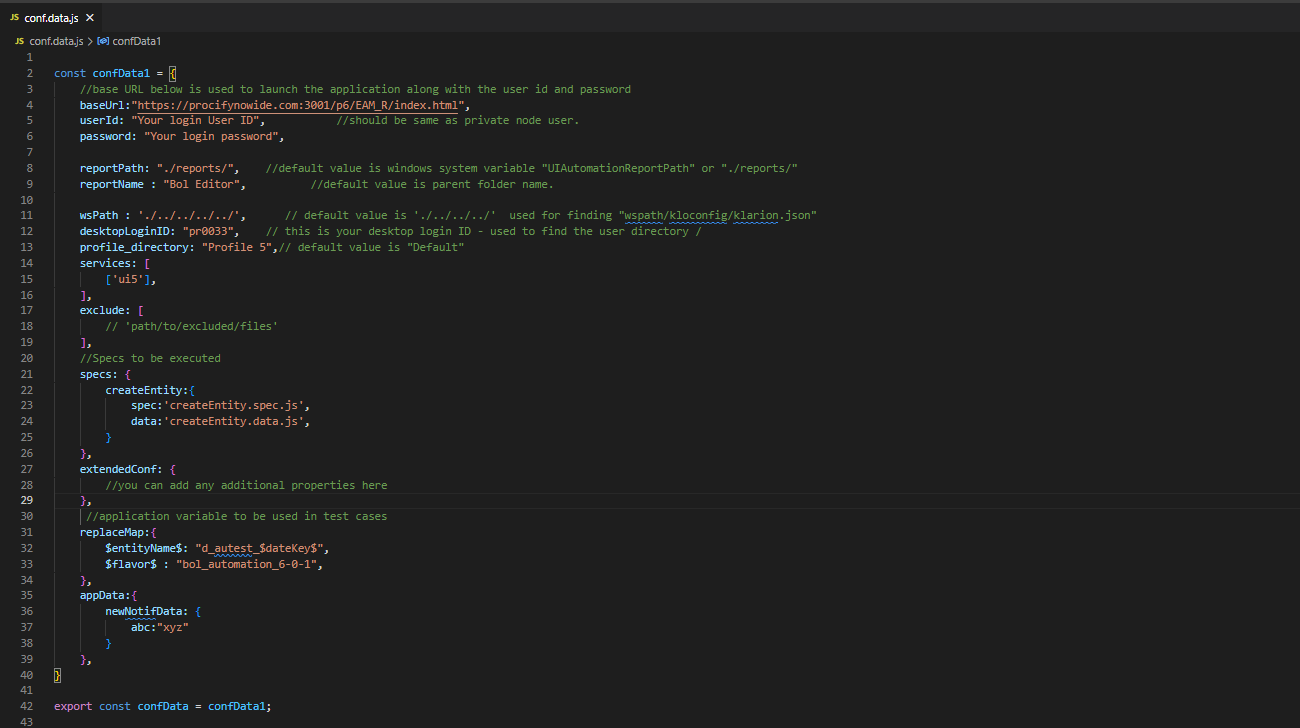 JS conf.data.js ×
JS conf.data.js > confData1
1
2 const confData1 = {
3 //base URL below is used to launch the application along with the user id and password
4 baseUrl:"https://procifynowide.com:3001/p6/EAM_R/index.html",
5 userId: "Your login User ID", //should be same as private node user.
6 password: "Your login password",
7
8 reportPath: "./reports/", //default value is windows system variable "UIAutomationReportPath" or "./reports/"
9 reportName : "Bol Editor", //default value is parent folder name.
10
11 wsPath : './../../../../', // default value is './../../../' used for finding "wspath/kloconfig/klarion.json"
12 desktopLoginID: "pr0033", // this is your desktop login ID - used to find the user directory /
13 profile_directory: "Profile 5",// default value is "Default"
14 services: [
15 ['ui5'],
16 ],
17 exclude: [
18 // 'path/to/excluded/files'
19 ],
20 //Specs to be executed
21 specs: {
22 createEntity:{
23 spec:'createEntity.spec.js',
24 data:'createEntity.data.js',
25 }
26 },
27 extendedConf: {
28 //you can add any additional properties here
29 },
30 //application variable to be used in test cases
31 replaceMap:{
32 $entityName$: "d_autest_$dateKey$",
33 $flavor$ : "bol_automation_6-0-1",
34 },
35 appData:{
36 newNotifData: {
37 abc:"xyz"
38 }
39 },
40 }
41
42 export const confData = confData1;
43